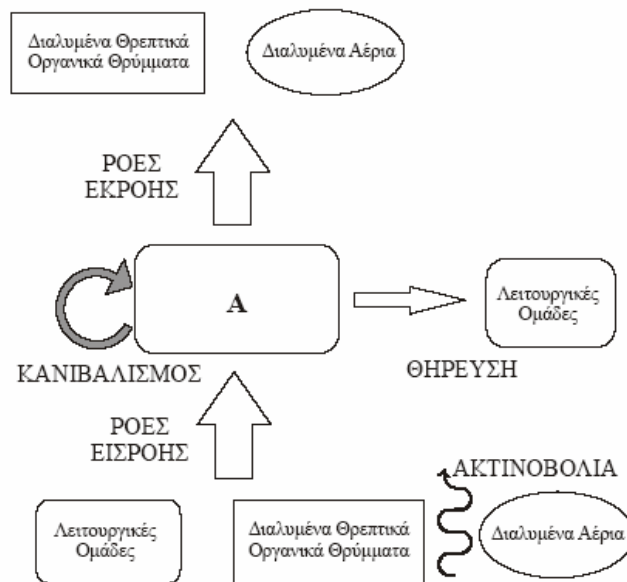 Διαλυμένα Θρεπτικά
Οργανικά Θρύμματα
Διαλυμένα Αέρια
ΡΟΕΣ
ΕΚΡΟΗΣ
Α
Λειτουργικές
Ομάδες
ΚΑΝΙΒΑΛΙΣΜΟΣ
ΘΗΡΕΥΣΗ
ΡΟΕΣ
ΕΙΣΡΟΗΣ
ΑΚΤΙΝΟΒΟΛΙΑ
Λειτουργικές
Ομάδες
Διαλυμένα Θρεπτικά
Οργανικά Θρύμματα
Διαλυμένα Αέρια